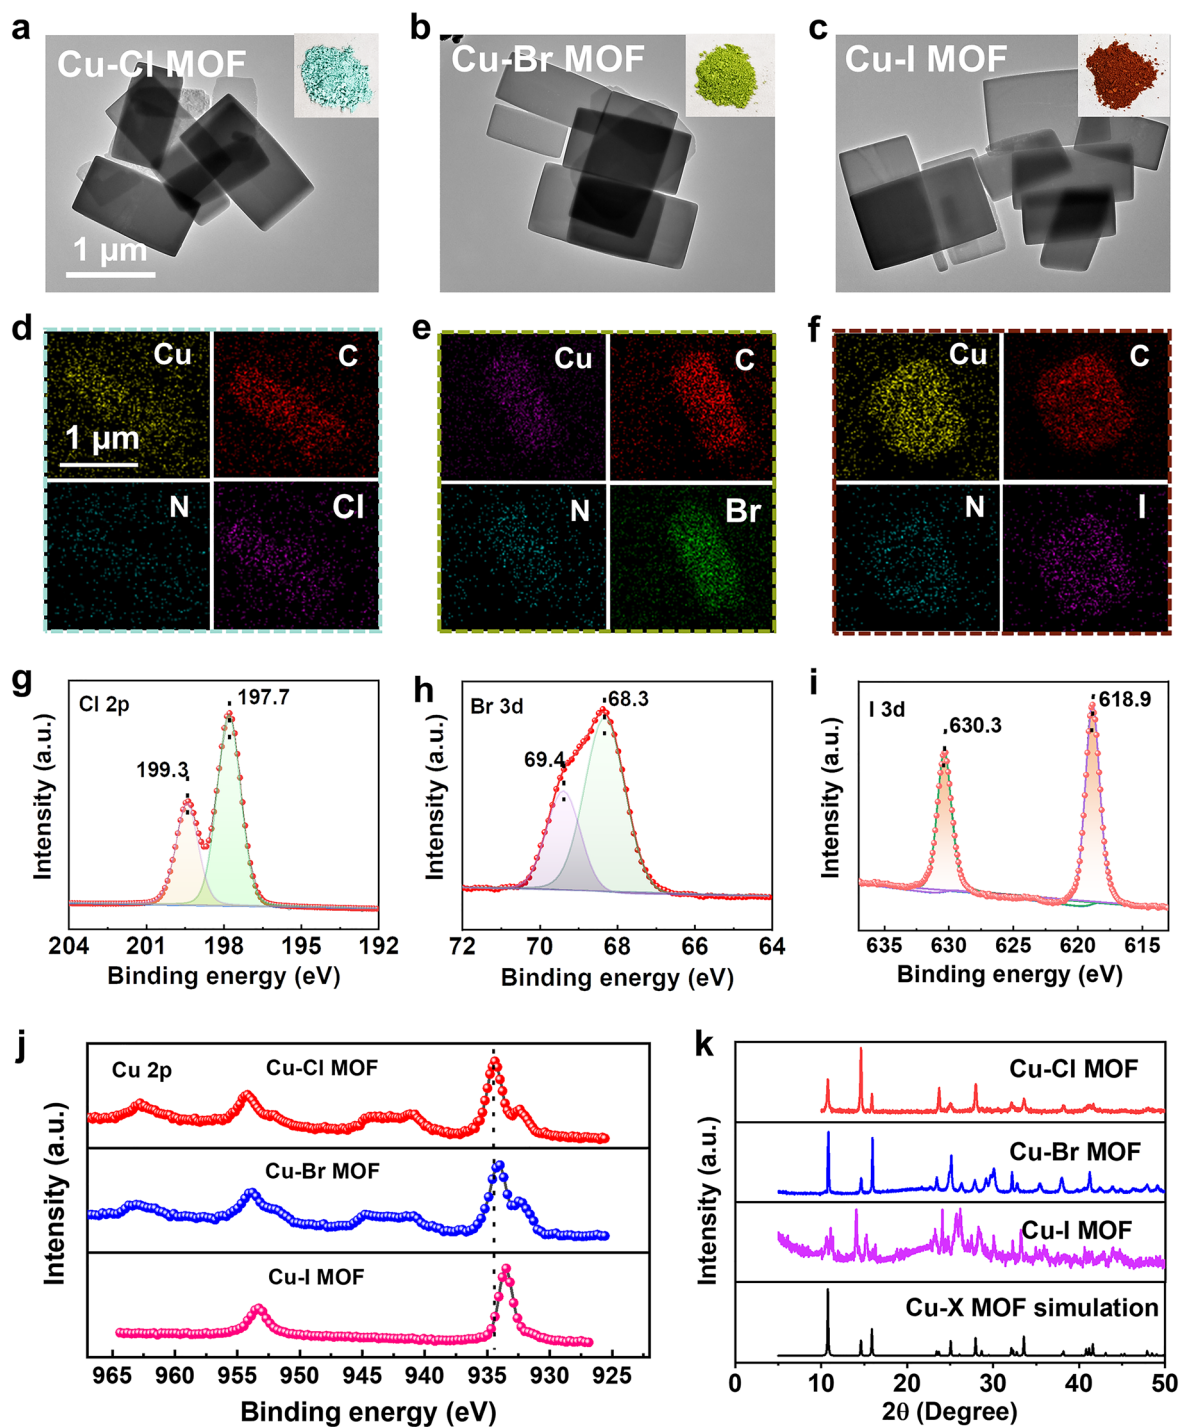 a
b
c
Cu-Cl MOF
Cu-Br MOF
Cu-I MOF
1 μm
d
e
f
Cu
C
Cu
C
Cu
C
1 μm
N
Cl
N
Br
N
I
g
h
i
Cl 2p
197.7
199.3
Intensity (a.u.)
204 201 198 195 192
Binding energy (eV)
Br 3d
68.3
69.4
Intensity (a.u.)
72 70 68 66 64
Binding energy (eV)
I 3d
618.9
630.3
Intensity (a.u.)
635 630 625 620 615
Binding energy (eV)
j
Cu 2p
Cu-Cl MOF
Cu-Br MOF
Cu-I MOF
Intensity (a.u.)
965 960 955 950 945 940 935 930 925
Binding energy (eV)
k
Cu-Cl MOF
Cu-Br MOF
Cu-I MOF
Cu-X MOF simulation
Intensity (a.u.)
0 10 20 30 40 50
2θ (Degree)